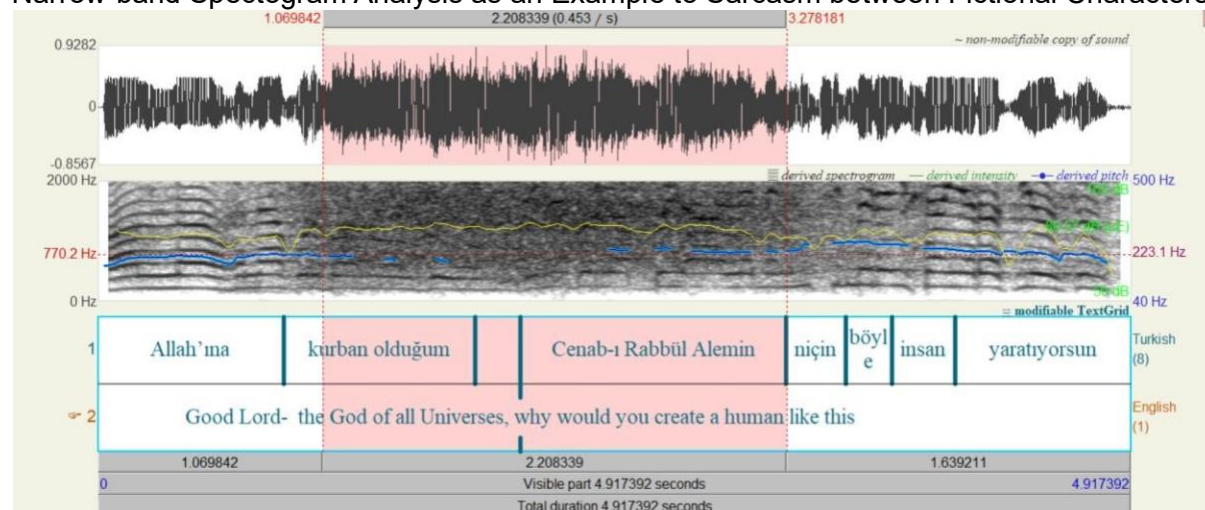 Narrow-band Spectrogram Analysis as an Example to Sarcasm between Fictional Characters
1.069842 2.208339 (0.453 / s) 3.278181
0.9282 ~ non-modifiable copy of sound
0
-0.8567
2000 Hz derived spectrogram derived intensity derived pitch 500 Hz
770.2 Hz 223.1 Hz
0 Hz 40 Hz
modifiable TextGrid
1 Allah'ına kurban olduğum Cenab-ı Rabbül Alemin niçin böyle insan yaratıyorsun Turkish (8)
2 Good Lord- the God of all Universes, why would you create a human like this English (1)
1.069842 2.208339 1.639211
0 Visible part 4.917392 seconds 4.917392
Total duration 4.917392 seconds